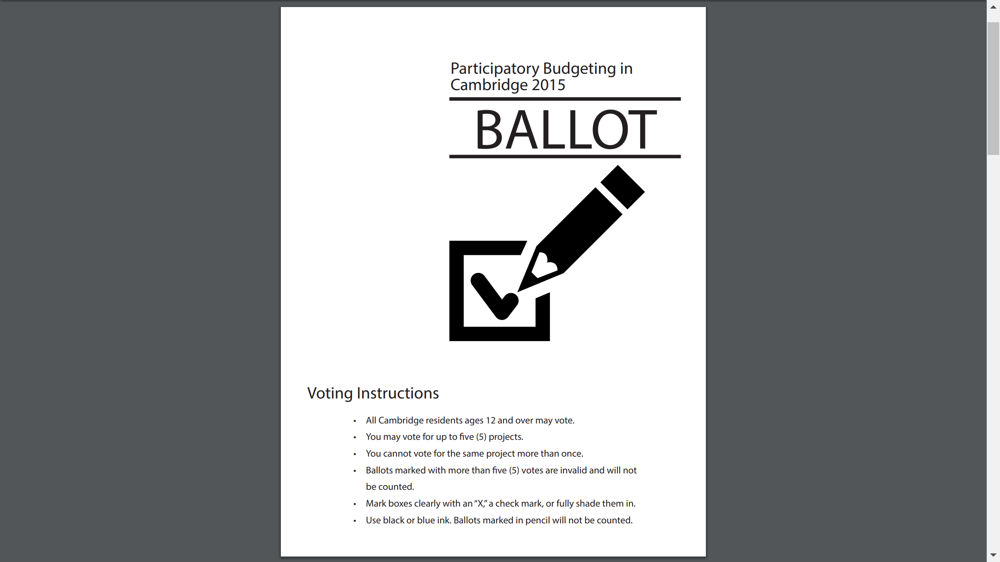 Participatory Budgeting in
Cambridge 2015
BALLOT
Voting Instructions
• All Cambridge residents ages 12 and over may vote.
• You may vote for up to five (5) projects.
• You cannot vote for the same project more than once.
• Ballots marked with more than five (5) votes are invalid and will not
be counted.
• Mark boxes clearly with an “X,” a check mark, or fully shade them in.
• Use black or blue ink. Ballots marked in pencil will not be counted.